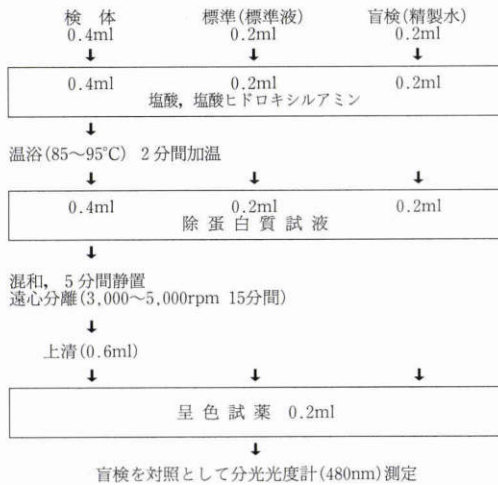 検 体 標準(標準液) 盲検(精製水)
0.4ml 0.2ml 0.2ml
0.4ml 0.2ml 0.2ml
塩酸，塩酸ヒドロキシルアミン
温浴(85～95℃) 2分間加温
0.4ml 0.2ml 0.2ml
除 蛋 白 質 試 液
混和， 5分間静置
遠心分離(3,000～5,000rpm 15分間)
上清(0.6ml)
呈 色 試 薬 0.2ml
盲検を対照として分光光度計(480nm)測定